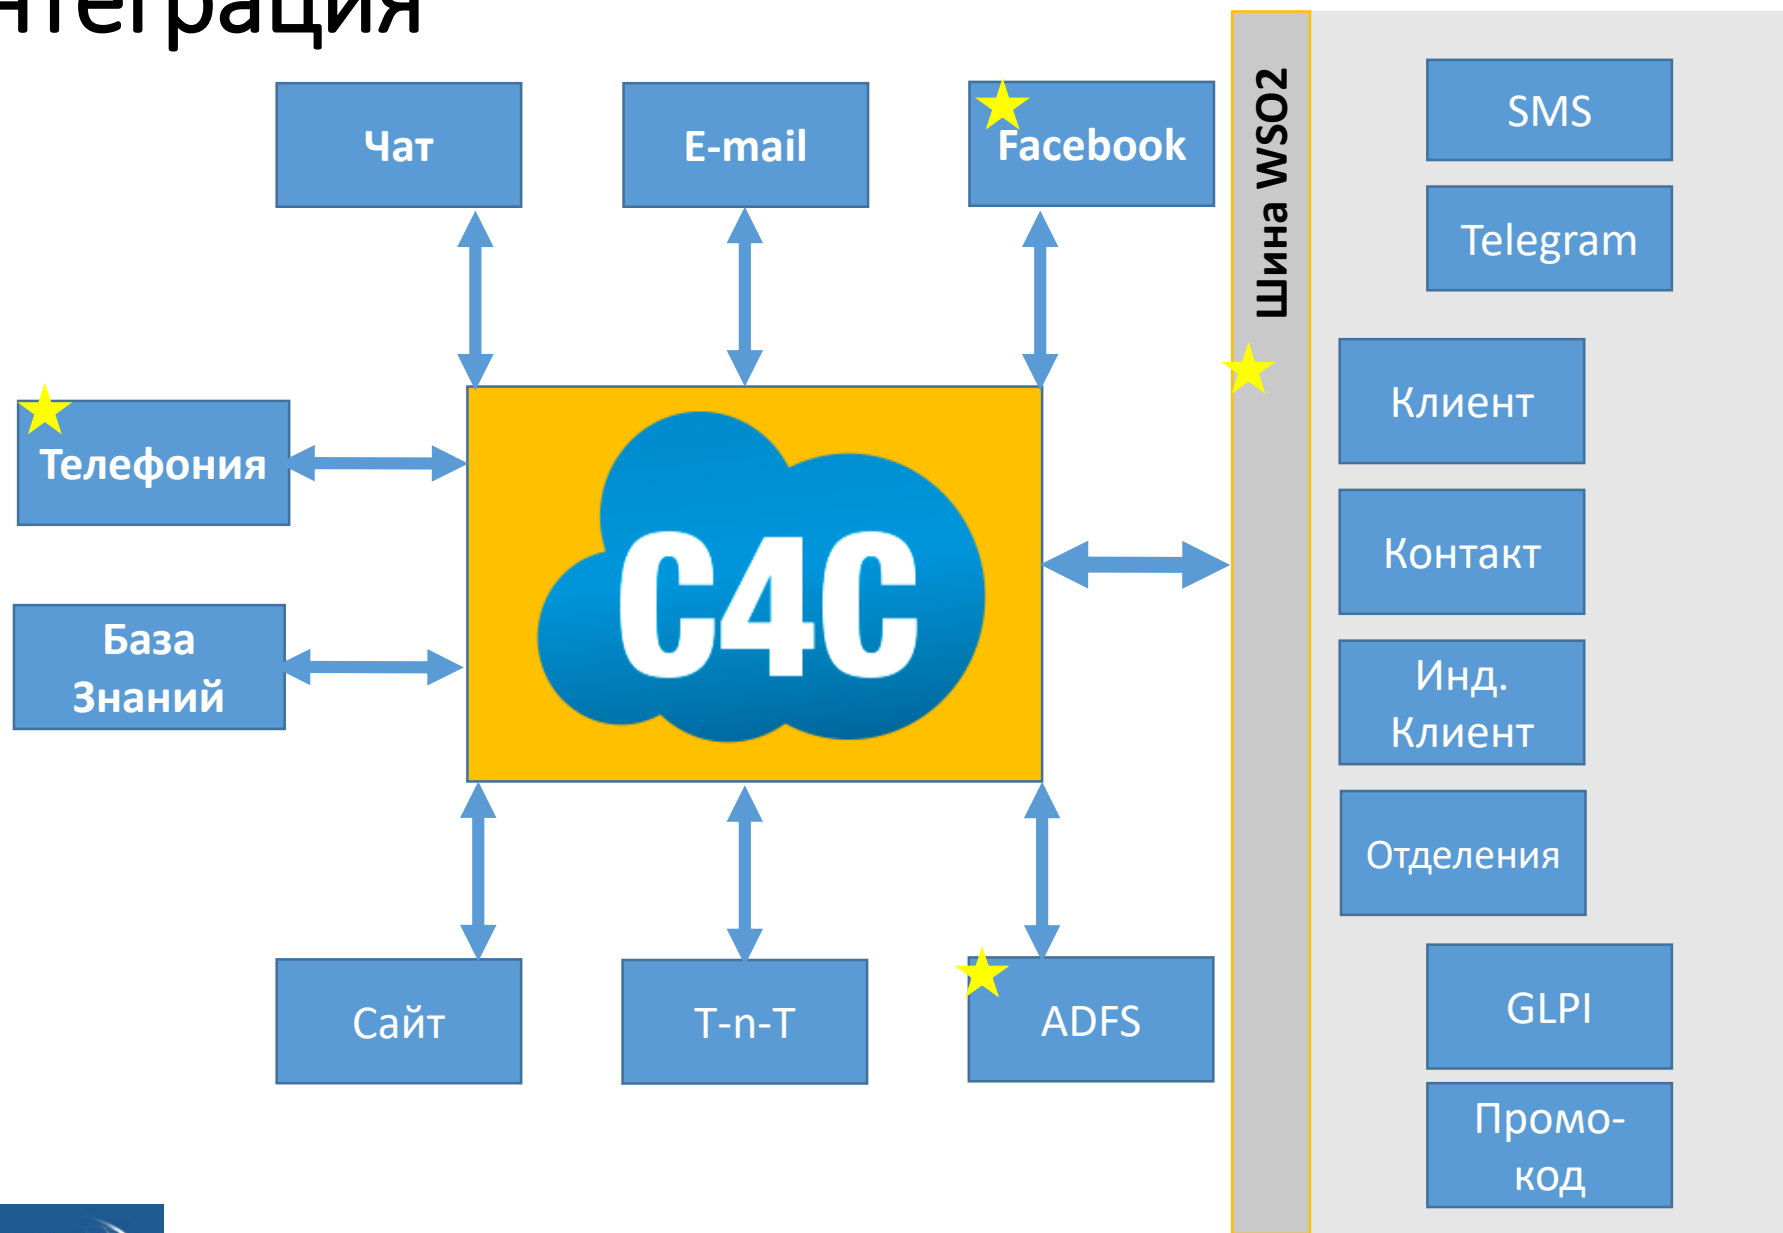 нтеграция
Чат
E-mail
Facebook
Телефония
База
Знаний
C4C
Сайт
T-n-T
ADFS
Шина WSO2
SMS
Telegram
Клиент
Контакт
Инд.
Клиент
Отделения
GLPI
Промо-
код